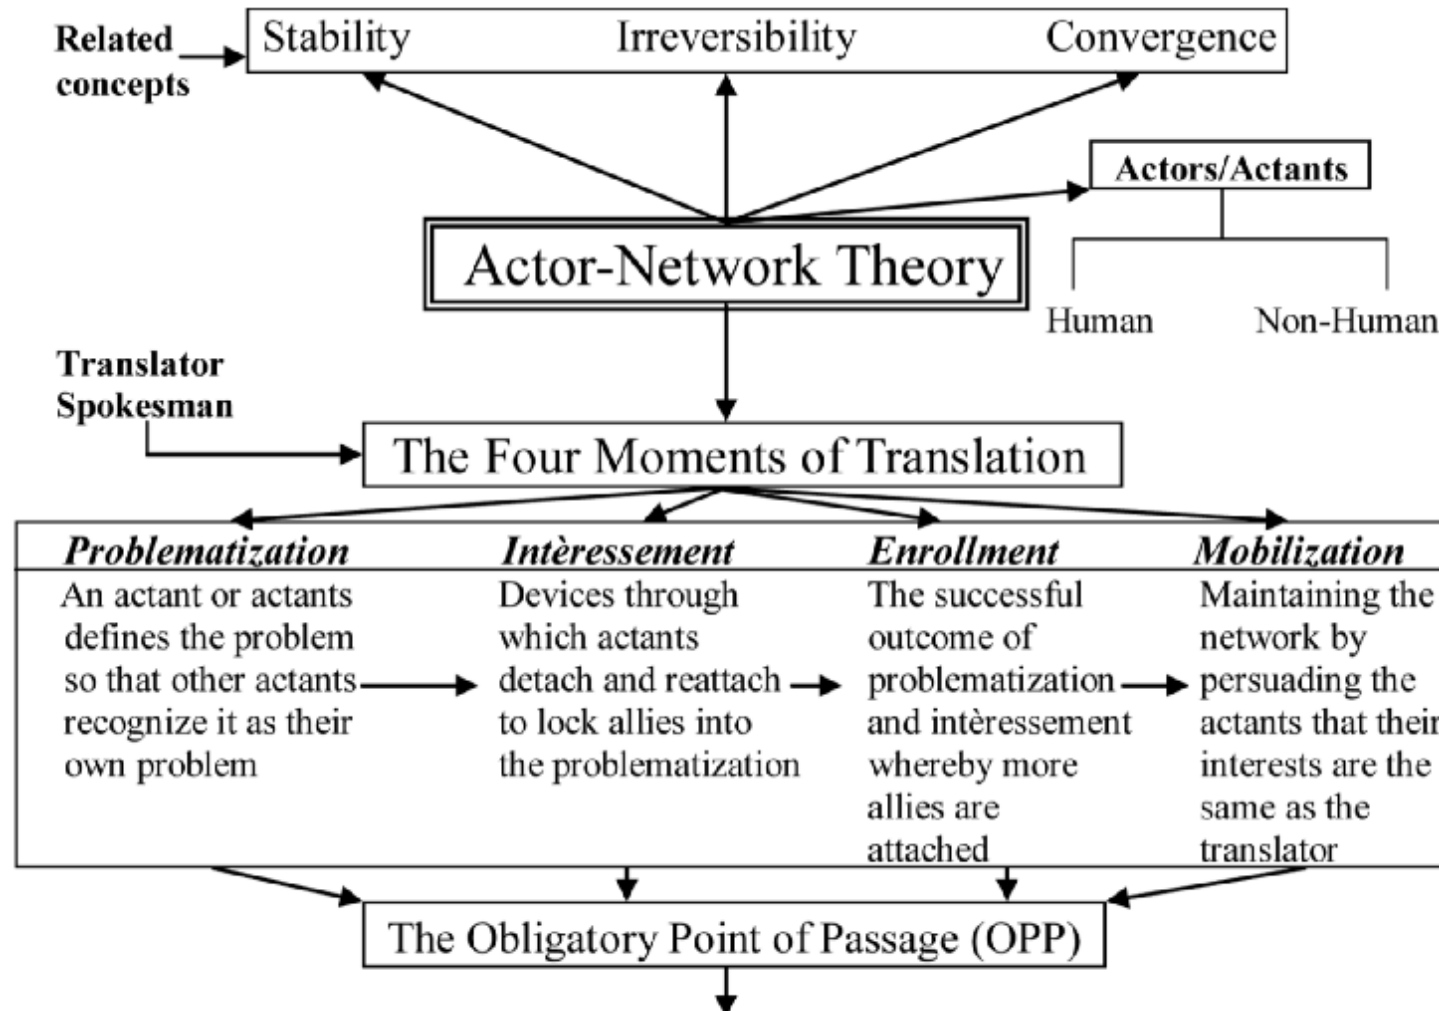 Related
concepts
Stability Irreversibility Convergence
Actors/Actants
Actor-Network Theory
Human Non-Human
Translator
Spokesman
The Four Moments of Translation
Problematization
An actant or actants
defines the problem
so that other actants
recognize it as their
own problem
Intèressement
Devices through
which actants
detach and reattach
to lock allies into
the problematization
Enrollment
The successful
outcome of
problematization
and intèressement
whereby more
allies are
attached
Mobilization
Maintaining the
network by
persuading the
actants that their
interests are the
same as the
translator
The Obligatory Point of Passage (OPP)